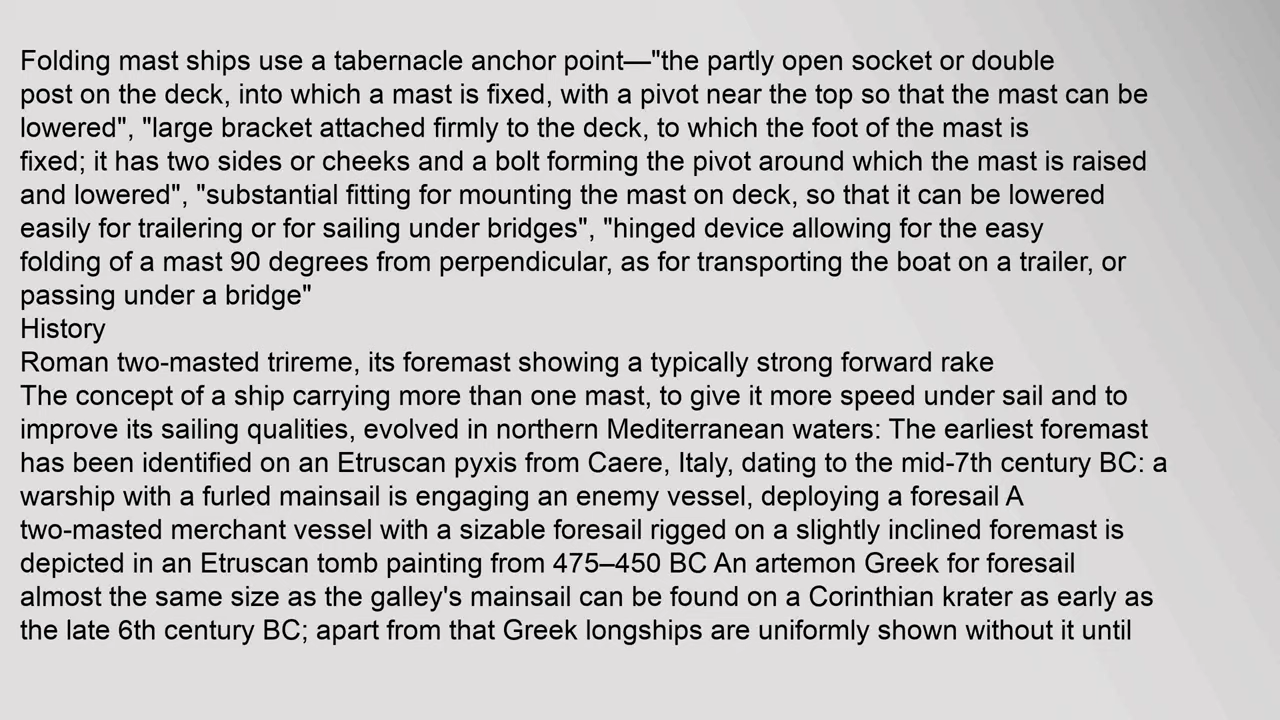 Folding mast ships use a tabernacle anchor point—"the partly open socket or double
post on the deck, into which a mast is fixed, with a pivot near the top so that the mast can be
lowered", "large bracket attached firmly to the deck, to which the foot of the mast is
fixed; it has two sides or cheeks and a bolt forming the pivot around which the mast is raised
and lowered", "substantial fitting for mounting the mast on deck, so that it can be lowered
easily for trailering or for sailing under bridges", "hinged device allowing for the easy
folding of a mast 90 degrees from perpendicular, as for transporting the boat on a trailer, or
passing under a bridge"
History
Roman two-masted trireme, its foremast showing a typically strong forward rake
The concept of a ship carrying more than one mast, to give it more speed under sail and to
improve its sailing qualities, evolved in northern Mediterranean waters: The earliest foremast
has been identified on an Etruscan pyxis from Caere, Italy, dating to the mid-7th century BC: a
warship with a furled mainsail is engaging an enemy vessel, deploying a foresail A
two-masted merchant vessel with a sizable foresail rigged on a slightly inclined foremast is
depicted in an Etruscan tomb painting from 475–450 BC An artemon Greek for foresail
almost the same size as the galley's mainsail can be found on a Corinthian krater as early as
the late 6th century BC; apart from that Greek longships are uniformly shown without it until